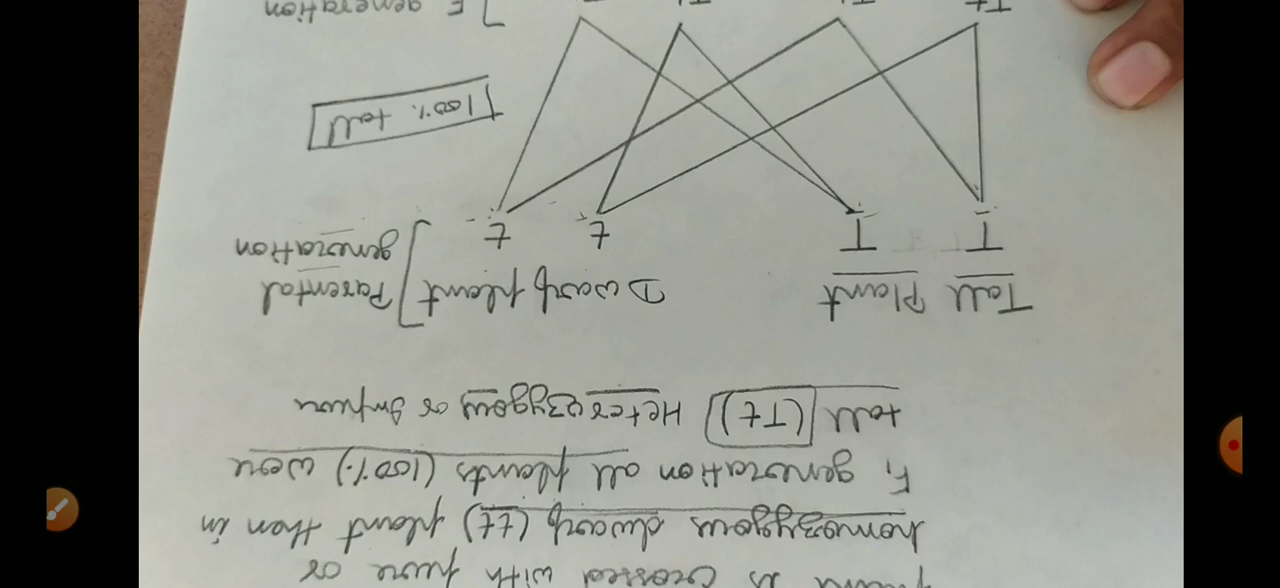 is crossed with pure or
homozygous dwarf (tt) plant then in
F₁ generation all plants (100%) were
tall (Tt) Heterozygous or Impure
Tall Plant Dwarf plant Parental
generation
T T t t
100% tall
Tt
F generation